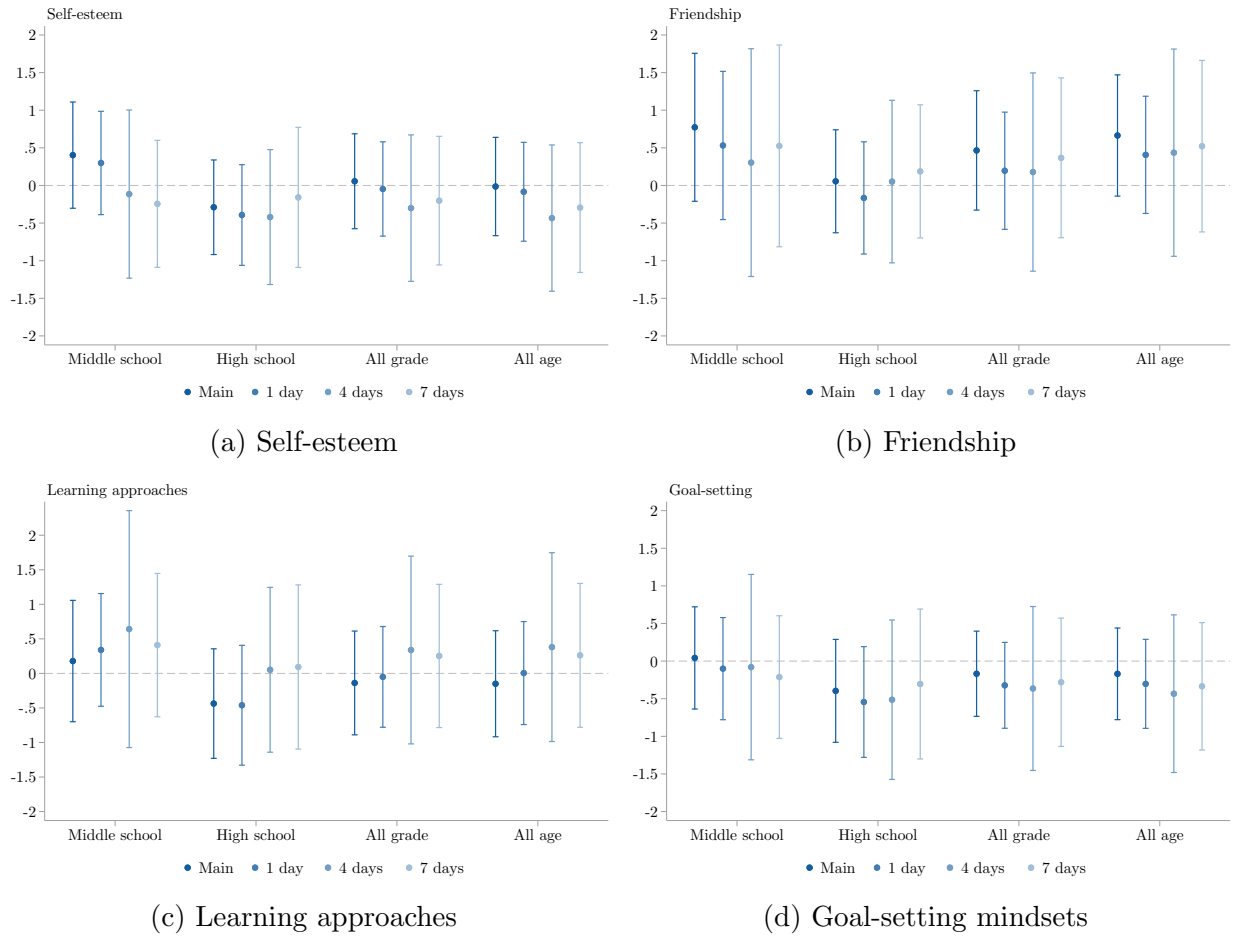 Self-esteem
2
1.5
1
.5
0
-.5
-1
-1.5
-2
Middle school High school All grade All age
Main 1 day 4 days 7 days
(a) Self-esteem
Friendship
2
1.5
1
.5
0
-.5
-1
-1.5
-2
Middle school High school All grade All age
Main 1 day 4 days 7 days
(b) Friendship
Learning approaches
2
1.5
1
.5
0
-.5
-1
-1.5
-2
Middle school High school All grade All age
Main 1 day 4 days 7 days
(c) Learning approaches
Goal-setting
2
1.5
1
.5
0
-.5
-1
-1.5
-2
Middle school High school All grade All age
Main 1 day 4 days 7 days
(d) Goal-setting mindsets